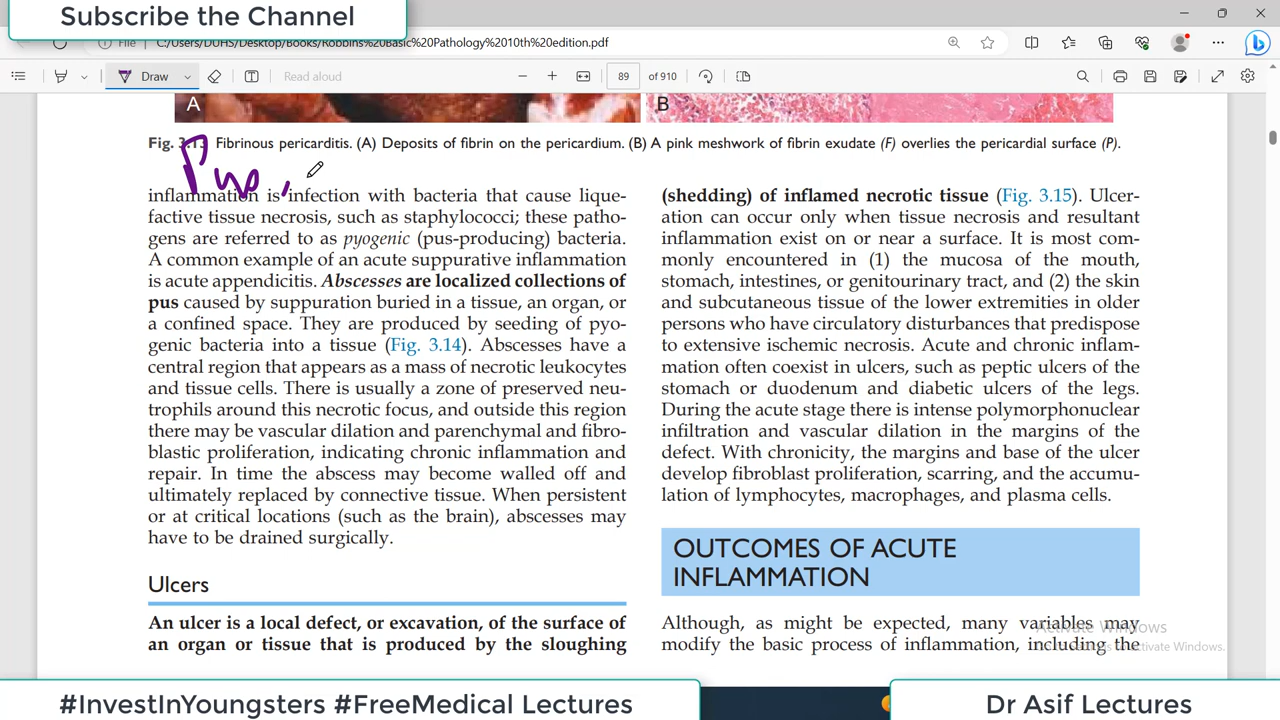 Subscribe the Channel
File C:/Users/DUHS/Desktop/Books/Robbins%20Basic%20Pathology%2010th%20edition.pdf
Draw Read aloud 89 of 910
A B
Fig. 3.13 Fibrinous pericarditis. (A) Deposits of fibrin on the pericardium. (B) A pink meshwork of fibrin exudate (F) overlies the pericardial surface (P).
Pus,
inflammation is infection with bacteria that cause lique-
factive tissue necrosis, such as staphylococci; these patho-
gens are referred to as pyogenic (pus-producing) bacteria.
A common example of an acute suppurative inflammation
is acute appendicitis. Abscesses are localized collections of
pus caused by suppuration buried in a tissue, an organ, or
a confined space. They are produced by seeding of pyo-
genic bacteria into a tissue (Fig. 3.14). Abscesses have a
central region that appears as a mass of necrotic leukocytes
and tissue cells. There is usually a zone of preserved neu-
trophils around this necrotic focus, and outside this region
there may be vascular dilation and parenchymal and fibro-
blastic proliferation, indicating chronic inflammation and
repair. In time the abscess may become walled off and
ultimately replaced by connective tissue. When persistent
or at critical locations (such as the brain), abscesses may
have to be drained surgically.
Ulcers
An ulcer is a local defect, or excavation, of the surface of
an organ or tissue that is produced by the sloughing
(shedding) of inflamed necrotic tissue (Fig. 3.15). Ulcer-
ation can occur only when tissue necrosis and resultant
inflammation exist on or near a surface. It is most com-
monly encountered in (1) the mucosa of the mouth,
stomach, intestines, or genitourinary tract, and (2) the skin
and subcutaneous tissue of the lower extremities in older
persons who have circulatory disturbances that predispose
to extensive ischemic necrosis. Acute and chronic inflam-
mation often coexist in ulcers, such as peptic ulcers of the
stomach or duodenum and diabetic ulcers of the legs.
During the acute stage there is intense polymorphonuclear
infiltration and vascular dilation in the margins of the
defect. With chronicity, the margins and base of the ulcer
develop fibroblast proliferation, scarring, and the accumu-
lation of lymphocytes, macrophages, and plasma cells.
OUTCOMES OF ACUTE
INFLAMMATION
Although, as might be expected, many variables may
modify the basic process of inflammation, including the
Activate Windows
#InvestInYoungsters #FreeMedical Lectures
Dr Asif Lectures